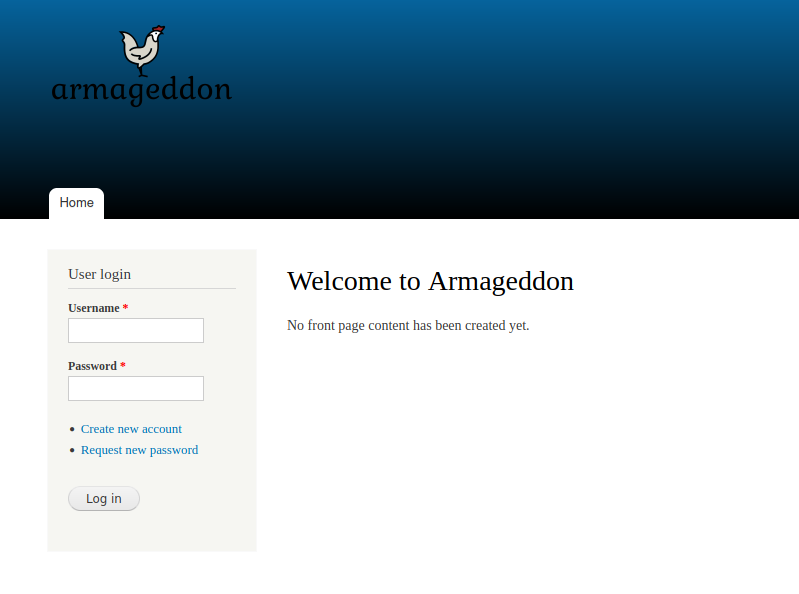 armageddon
Home
User login
Username *
Password *
Create new account
Request new password
Log in
Welcome to Armageddon
No front page content has been created yet.